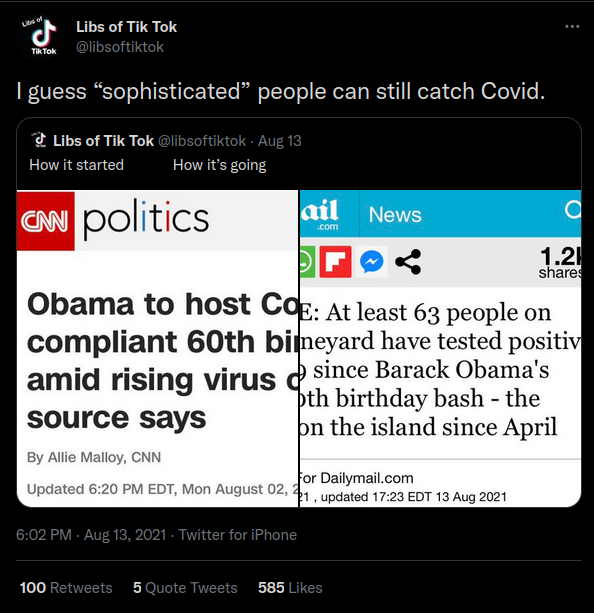 Libs of
TikTok
Libs of Tik Tok
@libsoftiktok
I guess “sophisticated” people can still catch Covid.
Libs of Tik Tok @libsoftiktok · Aug 13
How it started How it’s going
CNN politics
Obama to host Co
compliant 60th bi
amid rising virus c
source says
By Allie Malloy, CNN
Updated 6:20 PM EDT, Mon August 02, 2
ail
.com
News
1.2k
shares
E: At least 63 people on
neyard have tested positiv
9 since Barack Obama's
0th birthday bash - the
on the island since April
For Dailymail.com
21 , updated 17:23 EDT 13 Aug 2021
6:02 PM · Aug 13, 2021 · Twitter for iPhone
100 Retweets 5 Quote Tweets 585 Likes